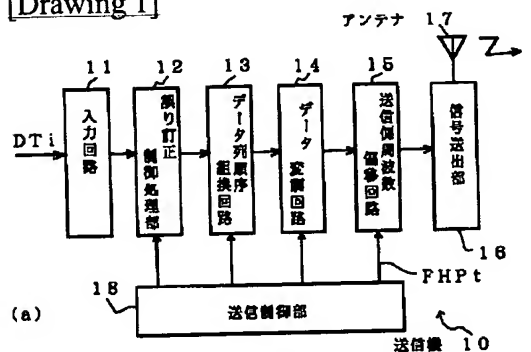 [Drawing 1]
アンテナ 17
11 12 13 14 15
DTi
入力回路
誤り訂正
制御処理部
データ列順序
組換回路
データ
変調回路
送信側周波数
偏移回路
信号送出部
16
FHPt
18
送信制御部
(a)
送信機 10